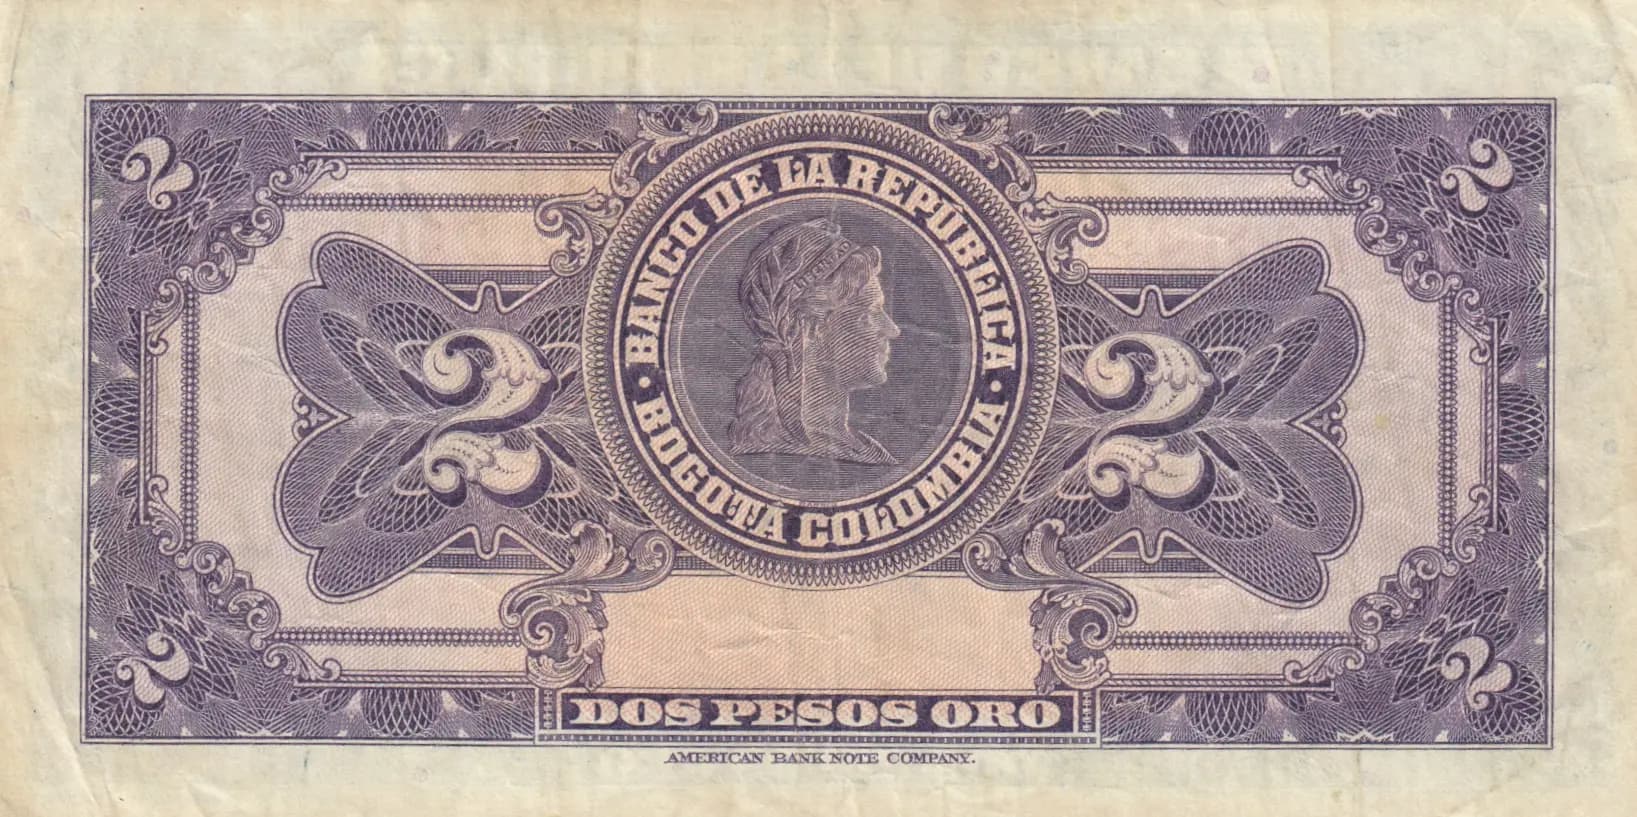 2 2
BANCO DE LA REPÚBLICA
LIBERTAD
2 2
• BOGOTÁ COLOMBIA •
2 2
DOS PESOS ORO
AMERICAN BANK NOTE COMPANY.